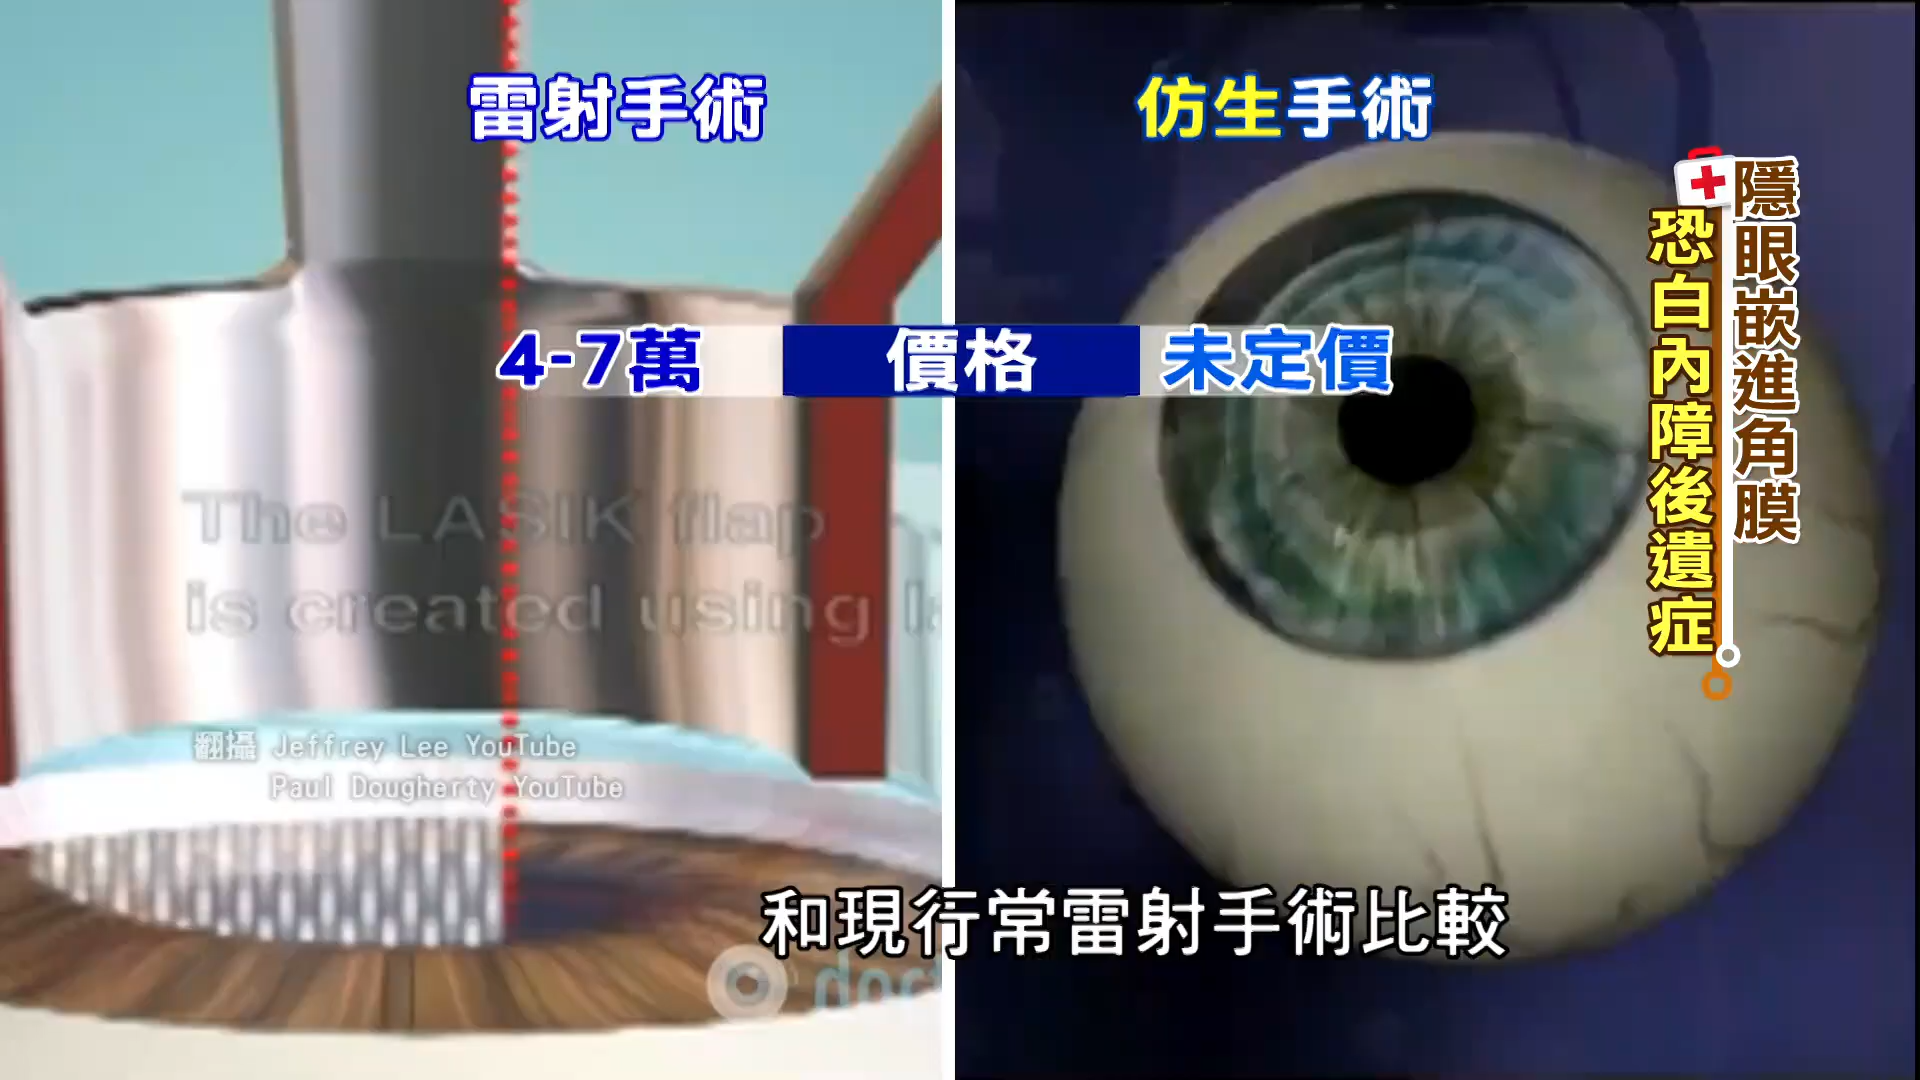 雷射手術
仿生手術
4-7萬
價格
未定價
隱眼嵌進角膜
恐白內障後遺症
The LASIK flap
is created using
翻攝 Jeffrey Lee YouTube
Paul Dougherty YouTube
和現行常雷射手術比較